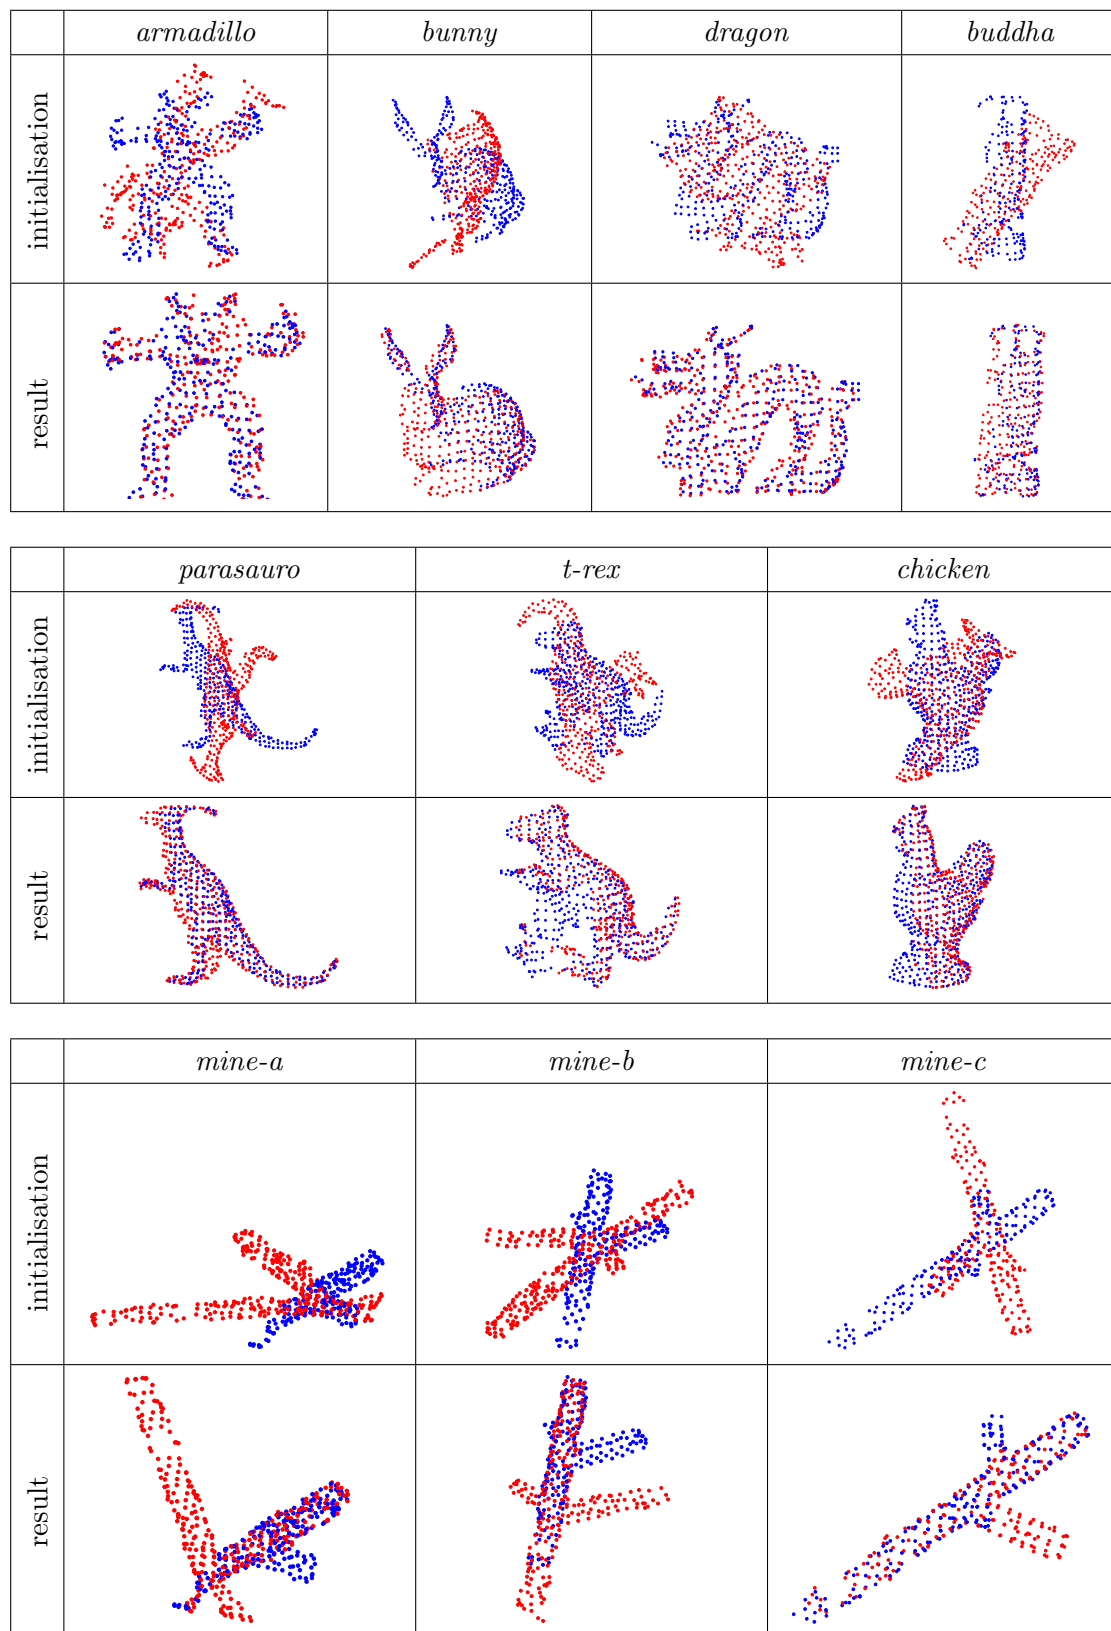 armadillo bunny dragon buddha
initialisation
result
parasauro t-rex chicken
initialisation
result
mine-a mine-b mine-c
initialisation
result